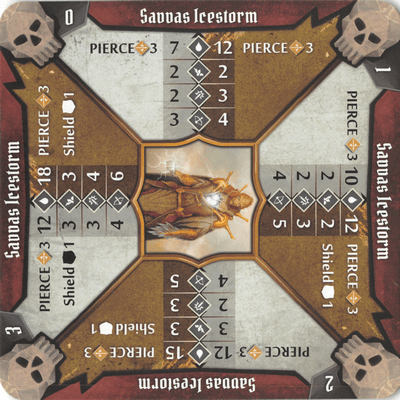 0
Savvas Icestorm
PIERCE 3 7 12 PIERCE 3
2 2
2 3
3 4
1
Savvas Icestorm
PIERCE 3 10 12 PIERCE 3
2 2 Shield 1
2 3
4 5
2
Savvas Icestorm
PIERCE 3 12 15 PIERCE 3
3 3 Shield 1
2 3
4 5
3
Savvas Icestorm
PIERCE 3 12 18 PIERCE 3
Shield 1 3 3 Shield 1
3 4
4 6